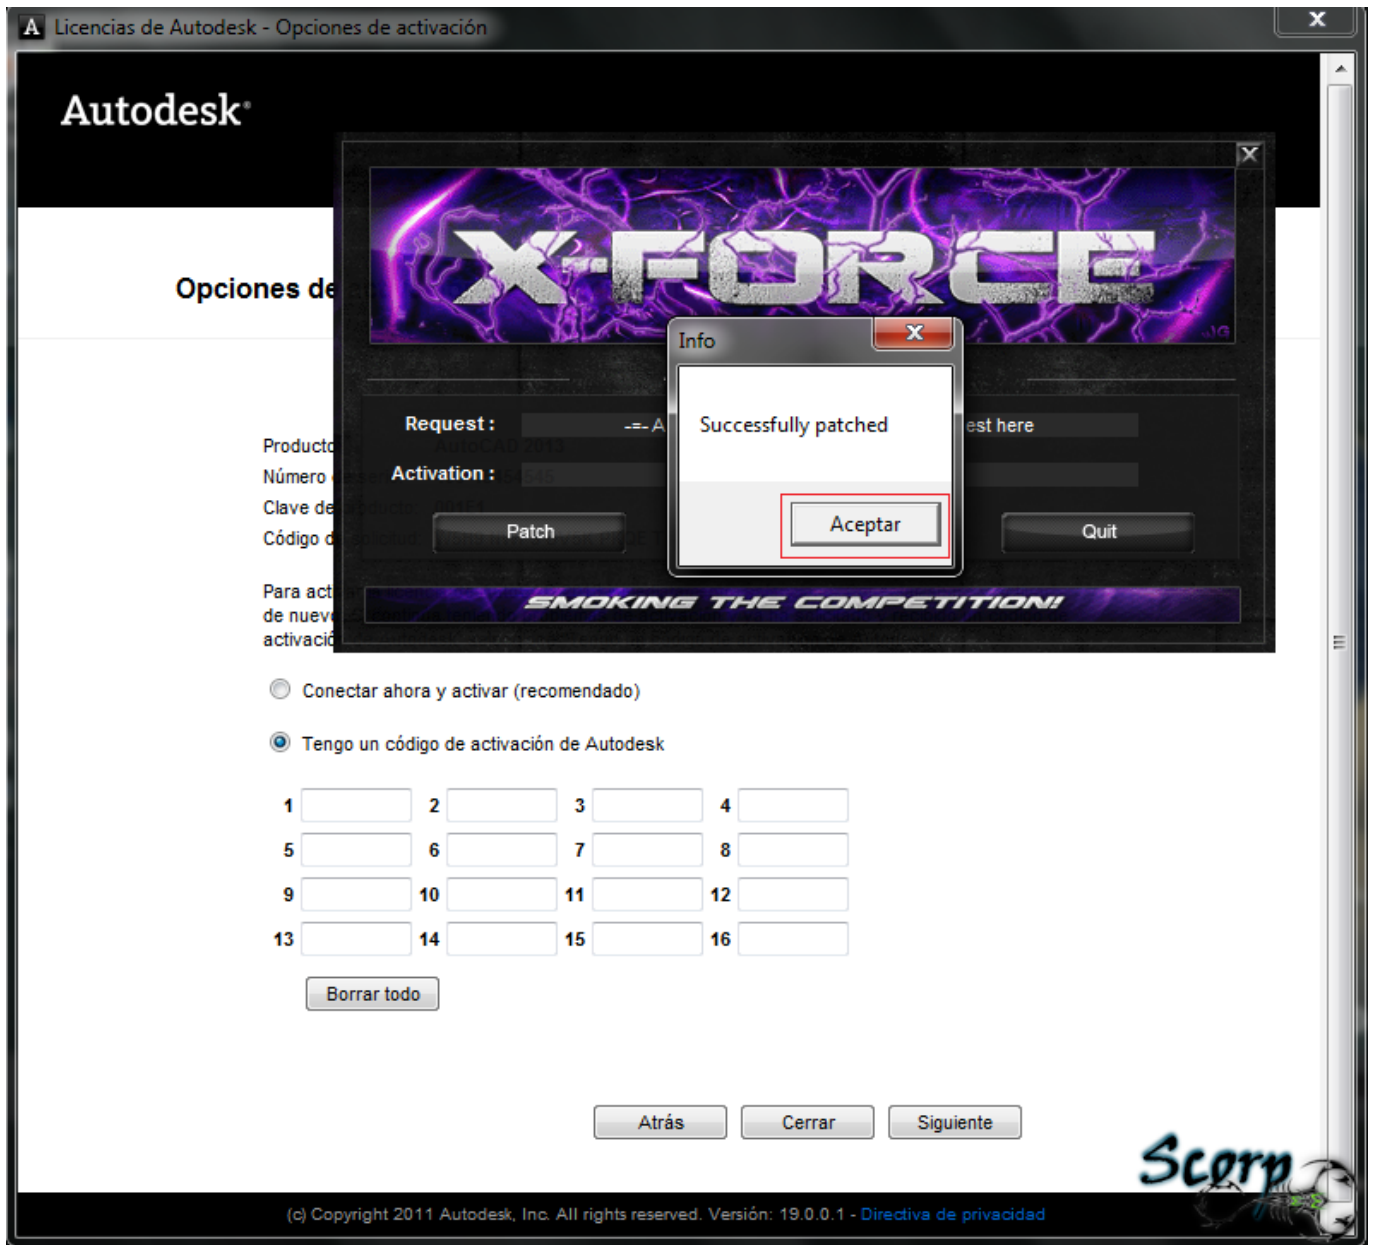 Licencias de Autodesk - Opciones de activación
Autodesk
X-FORCE
JG
Opciones de
Info
Successfully patched
Request :
-=- A
est here
Producto
AutoCAD 2013
Activation :
Número
Clave de
Código d
Patch
Aceptar
Quit
Para act
SMOKING THE COMPETITION!
de nuevo
activació
Conectar ahora y activar (recomendado)
Tengo un código de activación de Autodesk
1 2 3 4
5 6 7 8
9 10 11 12
13 14 15 16
Borrar todo
Atrás Cerrar Siguiente
Scorp
(c) Copyright 2011 Autodesk, Inc. All rights reserved. Versión: 19.0.0.1 - Directiva de privacidad